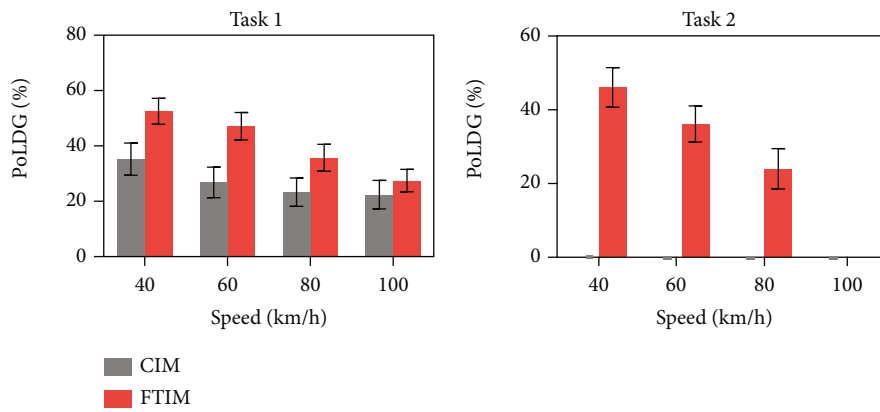 Task 1
80
60
40
20
0
PoLDG (%)
40 60 80 100
Speed (km/h)
Task 2
60
40
20
0
PoLDG (%)
40 60 80 100
Speed (km/h)
CIM
FTIM